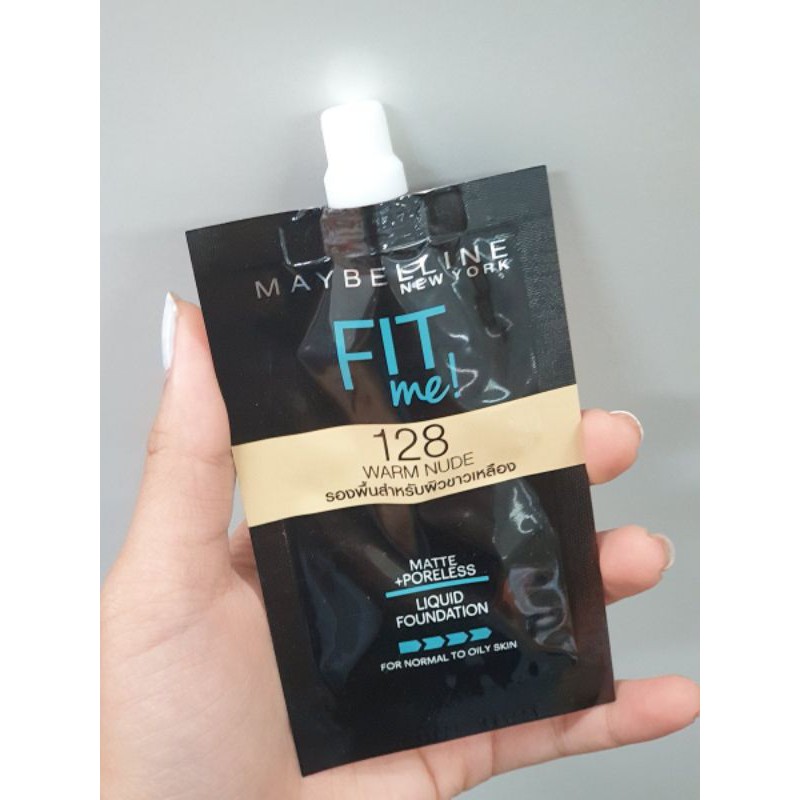 MAYBELLINE
NEW YORK
FIT
me!
128
WARM NUDE
รองพื้นสำหรับผิวขาวเหลือง
MATTE
+PORELESS
LIQUID
FOUNDATION
FOR NORMAL TO OILY SKIN